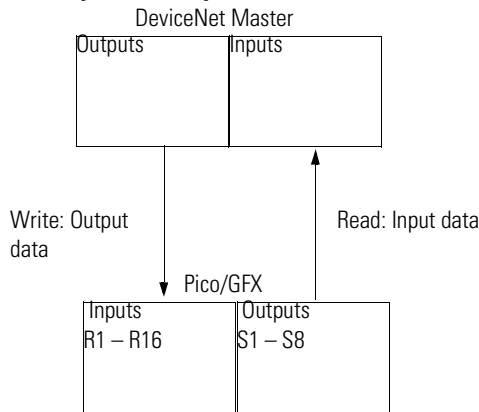 DeviceNet Master
Outputs Inputs
Write: Output
data
Read: Input data
Pico/GFX
Inputs Outputs
R1 – R16 S1 – S8